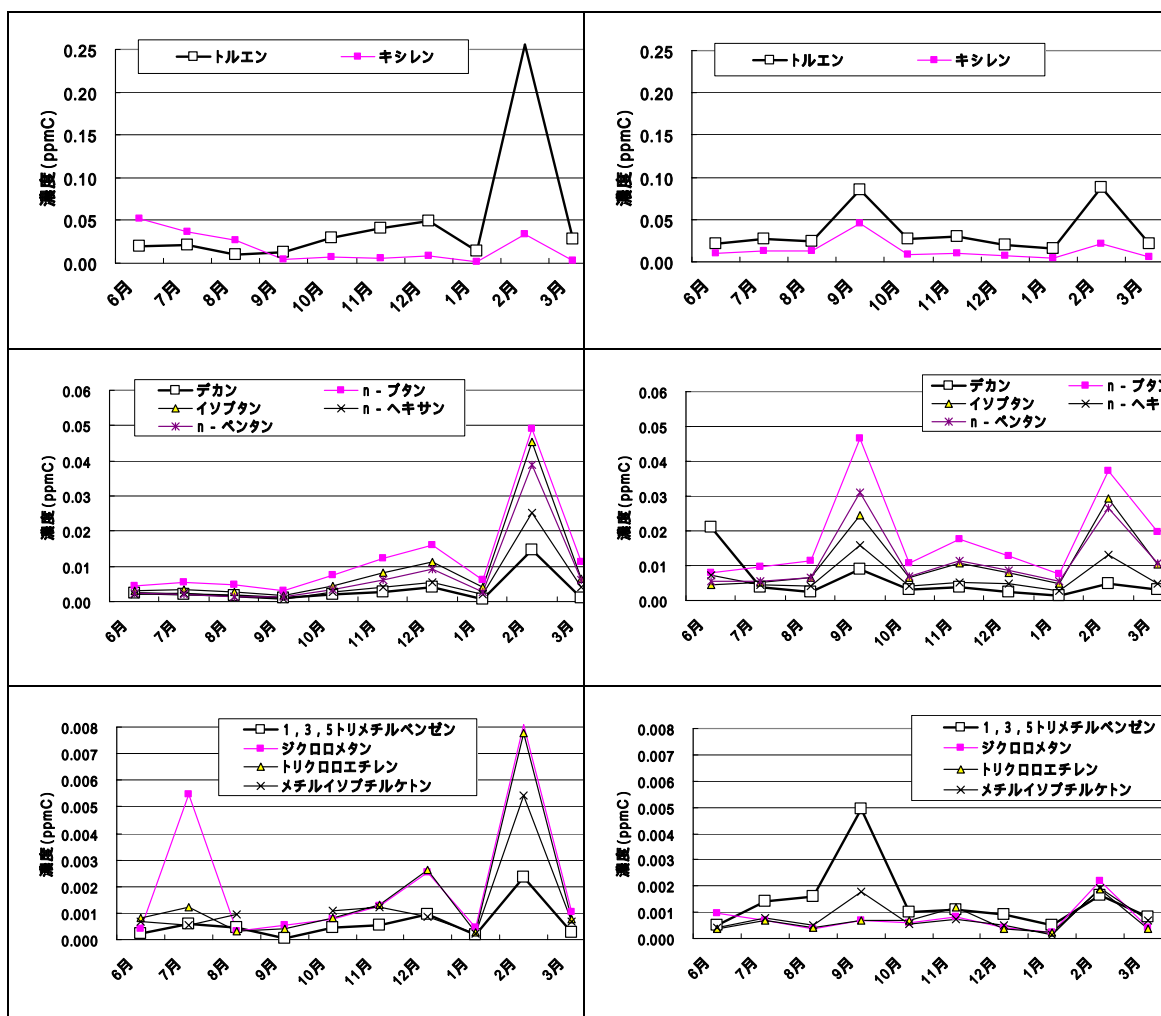 トルエン キシレン
0.25
0.20
0.15
0.10
0.05
0.00
濃度(ppmC)
6月 7月 8月 9月 10月 11月 12月 1月 2月 3月
トルエン キシレン
0.25
0.20
0.15
0.10
0.05
0.00
濃度(ppmC)
6月 7月 8月 9月 10月 11月 12月 1月 2月 3月
デカン n - ブタン
イソブタン n - ヘキサン
n - ペンタン
0.06
0.05
0.04
0.03
0.02
0.01
0.00
濃度(ppmC)
6月 7月 8月 9月 10月 11月 12月 1月 2月 3月
デカン n - ブタン
イソブタン n - ヘキ
n - ペンタン
0.06
0.05
0.04
0.03
0.02
0.01
0.00
濃度(ppmC)
6月 7月 8月 9月 10月 11月 12月 1月 2月 3月
1,3,5トリメチルベンゼン
ジクロロメタン
トリクロロエチレン
メチルイソブチルケトン
0.008
0.007
0.006
0.005
0.004
0.003
0.002
0.001
0.000
濃度(ppmC)
6月 7月 8月 9月 10月 11月 12月 1月 2月 3月
1,3,5トリメチルベンゼン
ジクロロメタン
トリクロロエチレン
メチルイソブチルケトン
0.008
0.007
0.006
0.005
0.004
0.003
0.002
0.001
0.000
濃度(ppmC)
6月 7月 8月 9月 10月 11月 12月 1月 2月 3月